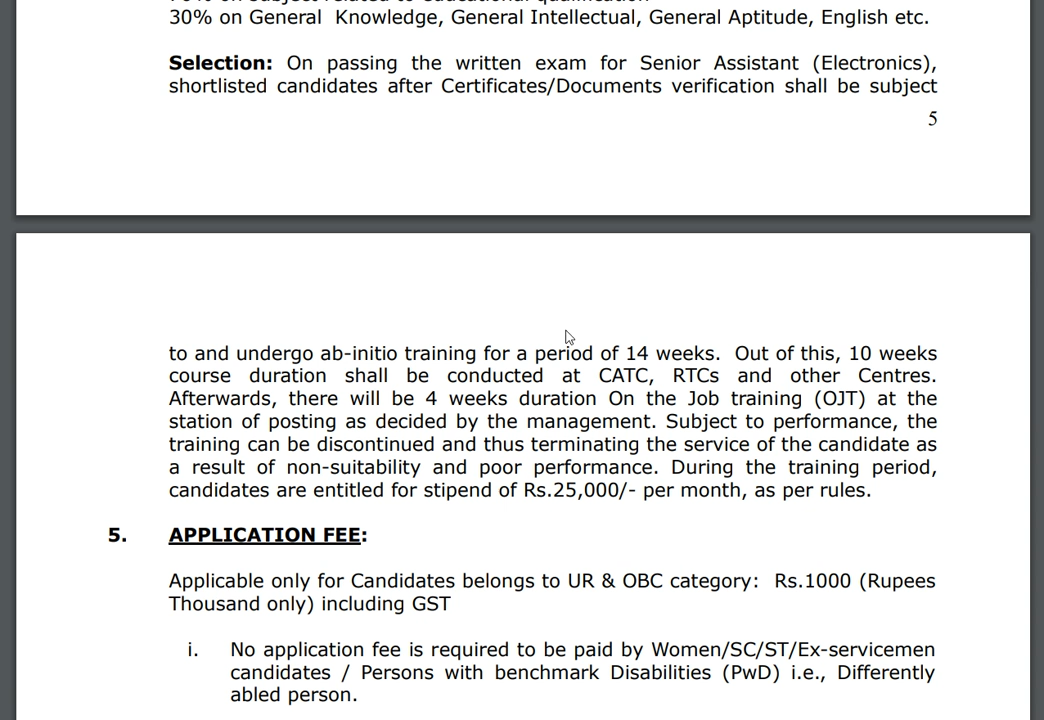 30% on General Knowledge, General Intellectual, General Aptitude, English etc.
Selection: On passing the written exam for Senior Assistant (Electronics),
shortlisted candidates after Certificates/Documents verification shall be subject
5
to and undergo ab-initio training for a period of 14 weeks. Out of this, 10 weeks
course duration shall be conducted at CATC, RTCs and other Centres.
Afterwards, there will be 4 weeks duration On the Job training (OJT) at the
station of posting as decided by the management. Subject to performance, the
training can be discontinued and thus terminating the service of the candidate as
a result of non-suitability and poor performance. During the training period,
candidates are entitled for stipend of Rs.25,000/- per month, as per rules.
5. APPLICATION FEE:
Applicable only for Candidates belongs to UR & OBC category: Rs.1000 (Rupees
Thousand only) including GST
i. No application fee is required to be paid by Women/SC/ST/Ex-servicemen
candidates / Persons with benchmark Disabilities (PwD) i.e., Differently
abled person.